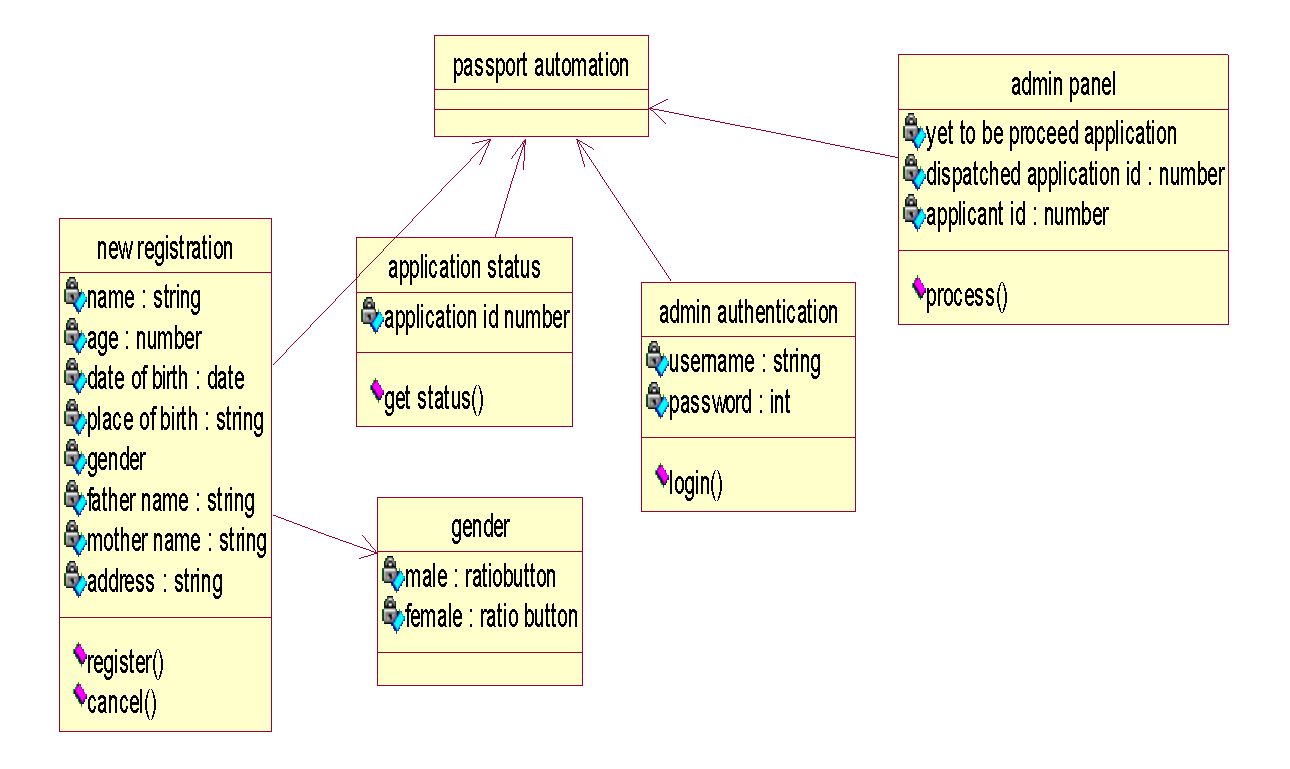 passport automation
admin panel
yet to be proceed application
dispatched application id : number
applicant id : number
process()
new registration
name : string
age : number
date of birth : date
place of birth : string
gender
father name : string
mother name : string
address : string
register()
cancel()
application status
application id number
get status()
admin authentication
username : string
password : int
login()
gender
male : ratiobutton
female : ratio button